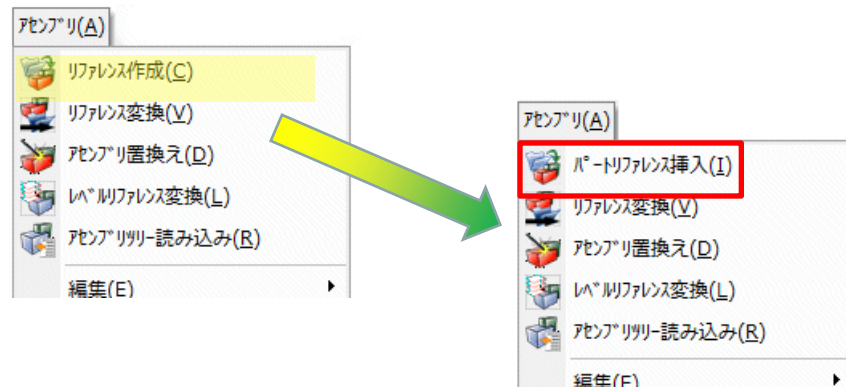 ｱｾﾝﾌﾞﾘ(A)
ﾘﾌｧﾚﾝｽ作成(C)
ﾘﾌｧﾚﾝｽ変換(V)
ｱｾﾝﾌﾞﾘ置換え(D)
ﾚﾍﾞﾙﾘﾌｧﾚﾝｽ変換(L)
ｱｾﾝﾌﾞﾘﾂﾘｰ読み込み(R)
編集(E)
ｱｾﾝﾌﾞﾘ(A)
ﾊﾟｰﾄﾘﾌｧﾚﾝｽ挿入(I)
ﾘﾌｧﾚﾝｽ変換(V)
ｱｾﾝﾌﾞﾘ置換え(D)
ﾚﾍﾞﾙﾘﾌｧﾚﾝｽ変換(L)
ｱｾﾝﾌﾞﾘﾂﾘｰ読み込み(R)
編集(E)